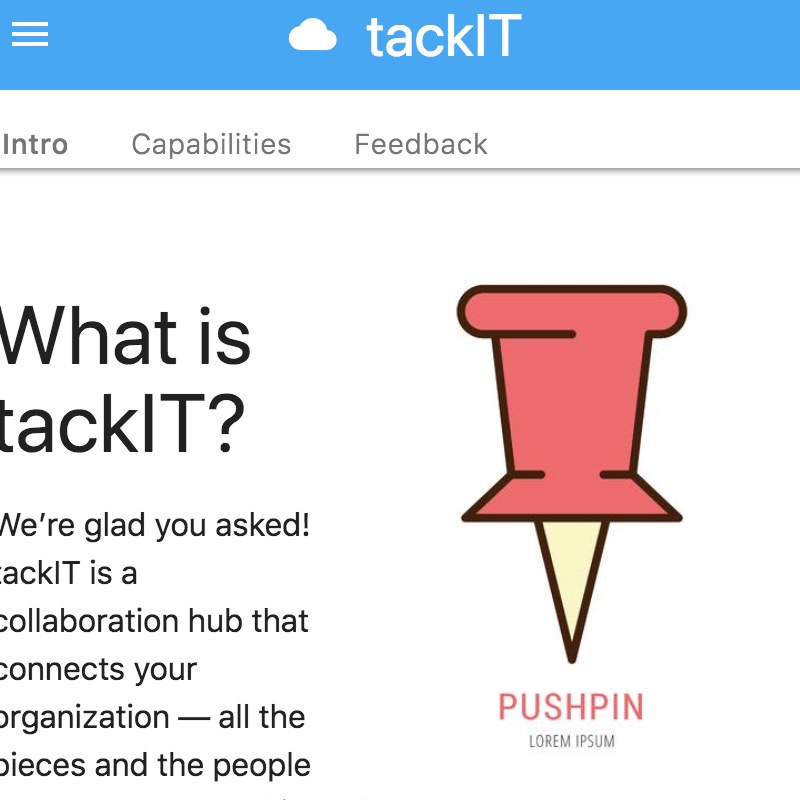 tackIT
Intro Capabilities Feedback
What is
tackIT?
We’re glad you asked!
tackIT is a
collaboration hub that
connects your
organization — all the
pieces and the people
PUSHPIN
LOREM IPSUM